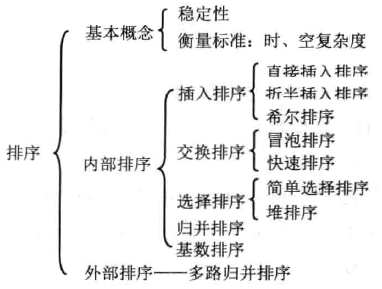 排序
基本概念
稳定性
衡量标准：时、空复杂度
内部排序
插入排序
直接插入排序
折半插入排序
希尔排序
交换排序
冒泡排序
快速排序
选择排序
简单选择排序
堆排序
归并排序
基数排序
外部排序——多路归并排序